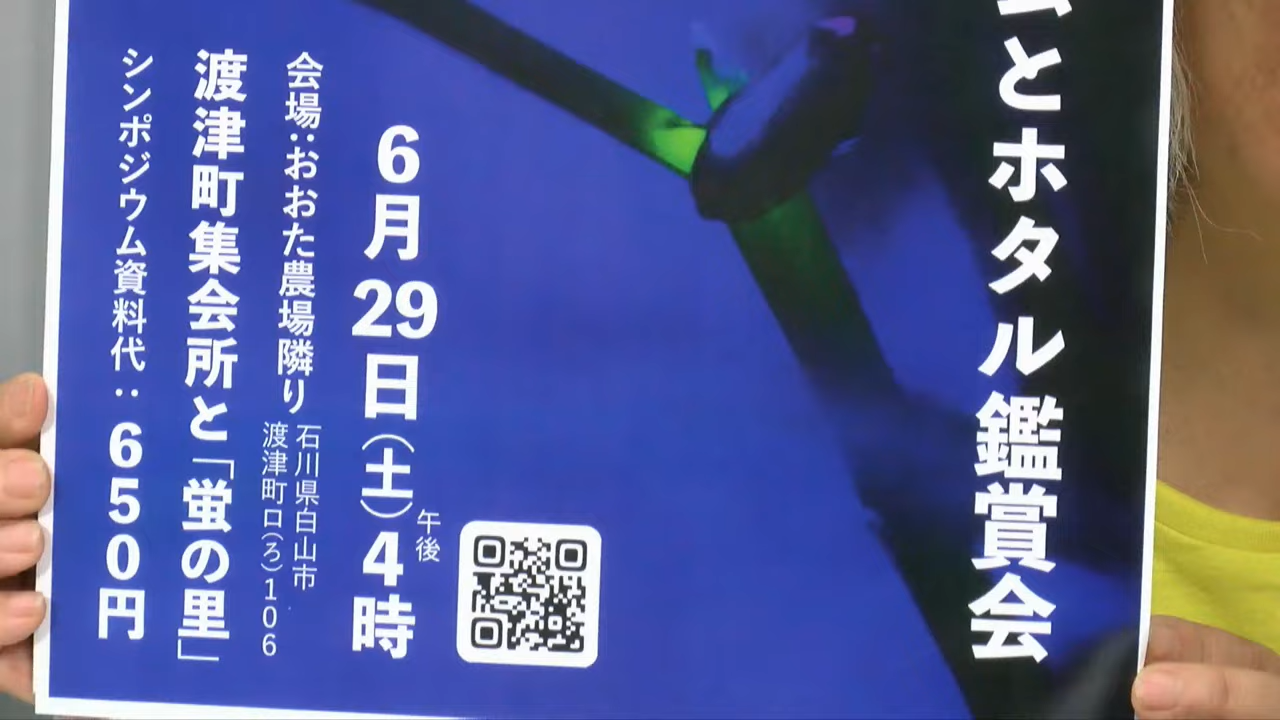 とホタル鑑賞会
午後
6月29日(土)4時
会場:おおた農場隣り
石川県白山市
渡津町ロ(ろ)106
渡津町集会所と「蛍の里」
シンポジウム資料代:650円